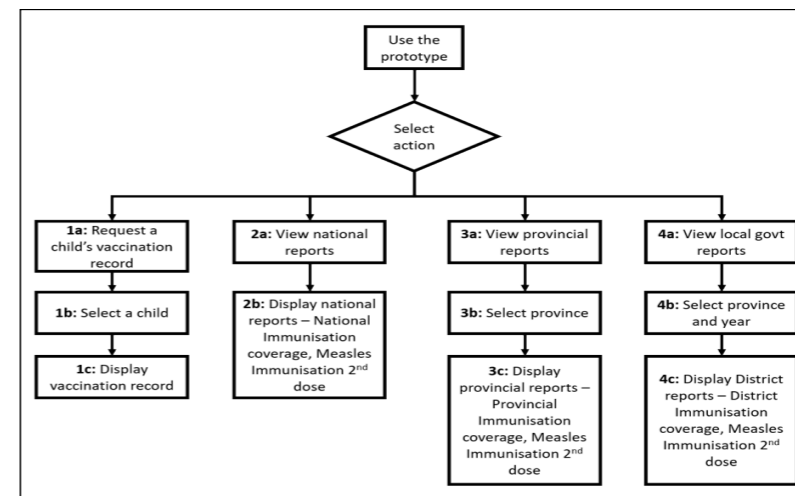 Use the
prototype
Select
action
1a: Request a
child's vaccination
record
1b: Select a child
1c: Display
vaccination record
2a: View national
reports
2b: Display national
reports – National
Immunisation
coverage, Measles
Immunisation 2nd
dose
3a: View provincial
reports
3b: Select province
3c: Display
provincial reports –
Provincial
Immunisation
coverage, Measles
Immunisation 2nd
dose
4a: View local govt
reports
4b: Select province
and year
4c: Display District
reports – District
Immunisation
coverage, Measles
Immunisation 2nd
dose